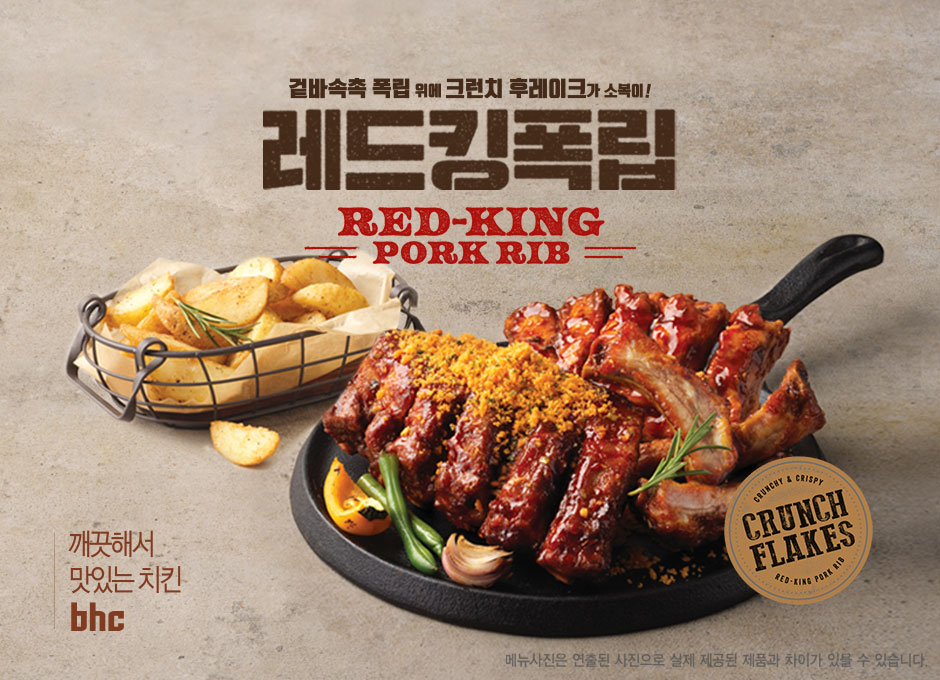 겉바속촉 폭립 위에 크런치 후레이크가 소복이!
레드킹폭립
RED-KING
PORK RIB
CRUNCHY & CRISPY
CRUNCH
FLAKES
RED-KING PORK RIB
깨끗해서
맛있는 치킨
bhc
메뉴사진은 연출된 사진으로 실제 제공된 제품과 차이가 있을 수 있습니다.